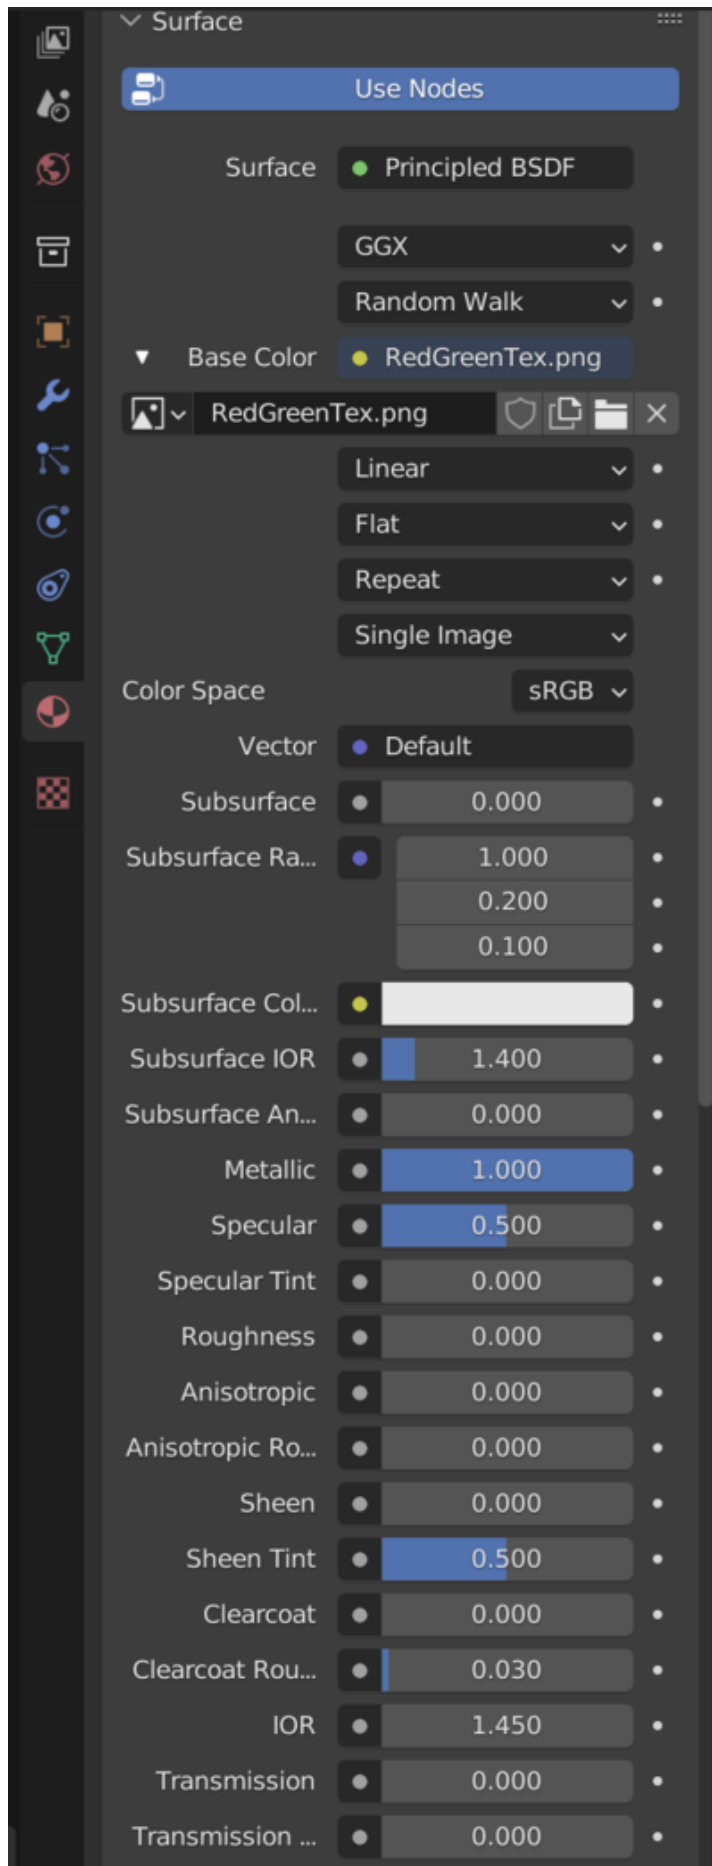 Surface
Use Nodes
Surface Principled BSDF
GGX
Random Walk
Base Color RedGreenTex.png
RedGreenTex.png
Linear
Flat
Repeat
Single Image
Color Space sRGB
Vector Default
Subsurface 0.000
Subsurface Ra... 1.000
0.200
0.100
Subsurface Col...
Subsurface IOR 1.400
Subsurface An... 0.000
Metallic 1.000
Specular 0.500
Specular Tint 0.000
Roughness 0.000
Anisotropic 0.000
Anisotropic Ro... 0.000
Sheen 0.000
Sheen Tint 0.500
Clearcoat 0.000
Clearcoat Rou... 0.030
IOR 1.450
Transmission 0.000
Transmission ... 0.000